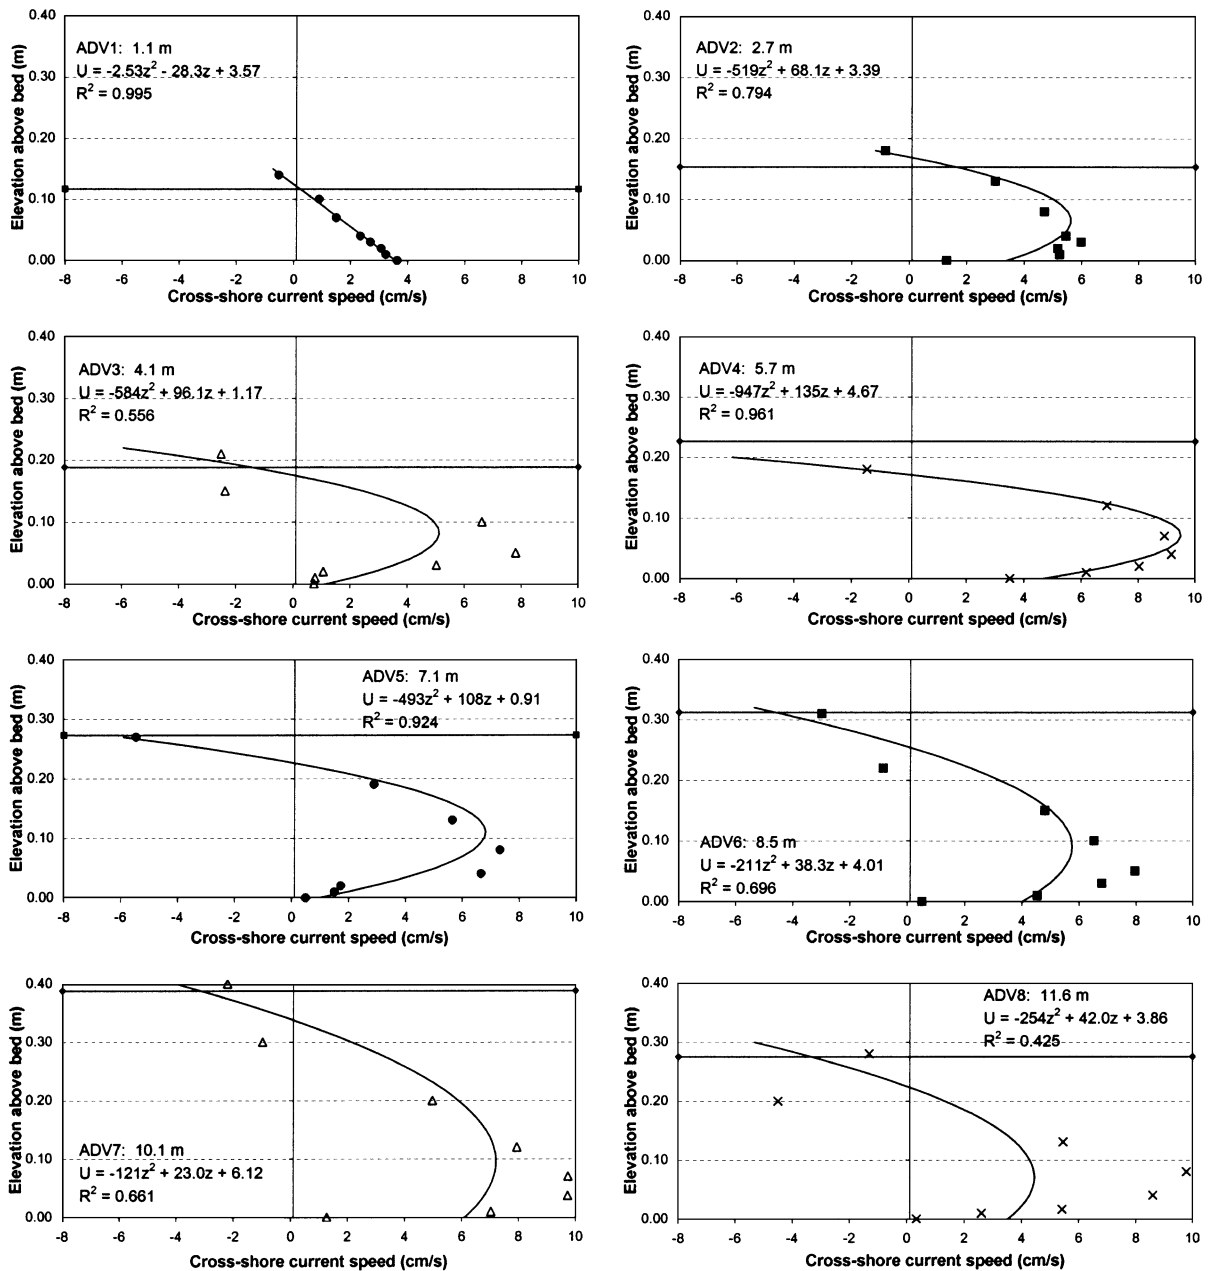 ADV1: 1.1 m
U = -2.53z² - 28.3z + 3.57
R² = 0.995
Elevation above bed (m)
0.40
0.30
0.20
0.10
0.00
-8 -6 -4 -2 0 2 4 6 8 10
Cross-shore current speed (cm/s)
ADV2: 2.7 m
U = -519z² + 68.1z + 3.39
R² = 0.794
Elevation above bed (m)
0.40
0.30
0.20
0.10
0.00
-8 -6 -4 -2 0 2 4 6 8 10
Cross-shore current speed (cm/s)
ADV3: 4.1 m
U = -584z² + 96.1z + 1.17
R² = 0.556
Elevation above bed (m)
0.40
0.30
0.20
0.10
0.00
-8 -6 -4 -2 0 2 4 6 8 10
Cross-shore current speed (cm/s)
ADV4: 5.7 m
U = -947z² + 135z + 4.67
R² = 0.961
Elevation above bed (m)
0.40
0.30
0.20
0.10
0.00
-8 -6 -4 -2 0 2 4 6 8 10
Cross-shore current speed (cm/s)
ADV5: 7.1 m
U = -493z² + 108z + 0.91
R² = 0.924
Elevation above bed (m)
0.40
0.30
0.20
0.10
0.00
-8 -6 -4 -2 0 2 4 6 8 10
Cross-shore current speed (cm/s)
ADV6: 8.5 m
U = -211z² + 38.3z + 4.01
R² = 0.696
Elevation above bed (m)
0.40
0.30
0.20
0.10
0.00
-8 -6 -4 -2 0 2 4 6 8 10
Cross-shore current speed (cm/s)
ADV7: 10.1 m
U = -121z² + 23.0z + 6.12
R² = 0.661
Elevation above bed (m)
0.40
0.30
0.20
0.10
0.00
-8 -6 -4 -2 0 2 4 6 8 10
Cross-shore current speed (cm/s)
ADV8: 11.6 m
U = -254z² + 42.0z + 3.86
R² = 0.425
Elevation above bed (m)
0.40
0.30
0.20
0.10
0.00
-8 -6 -4 -2 0 2 4 6 8 10
Cross-shore current speed (cm/s)